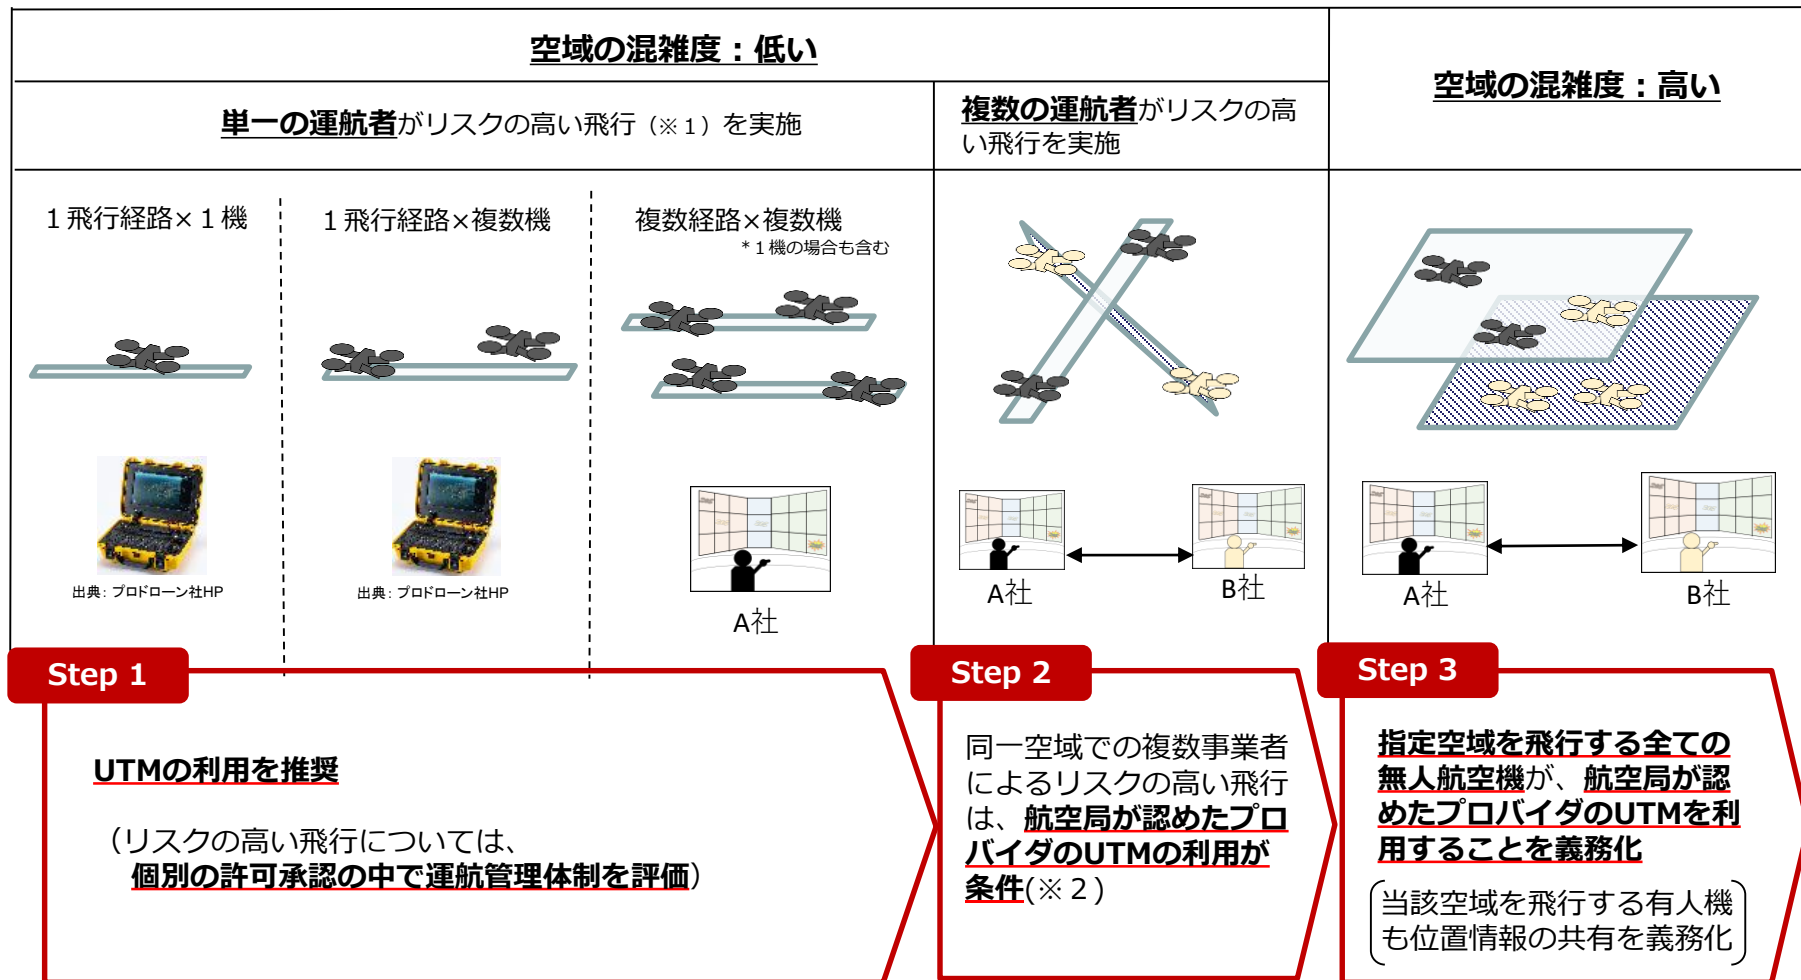 空域の混雑度：低い
空域の混雑度：高い
単一の運航者がリスクの高い飛行（※１）を実施
複数の運航者がリスクの高
い飛行を実施
１飛行経路×１機
１飛行経路×複数機
複数経路×複数機
*１機の場合も含む
出典：プロドローン社HP
出典：プロドローン社HP
A社
A社
B社
A社
B社
Step 1
UTMの利用を推奨
（リスクの高い飛行については、
個別の許可承認の中で運航管理体制を評価）
Step 2
同一空域での複数事業者
によるリスクの高い飛行
は、航空局が認めたプロ
バイダのUTMの利用が
条件(※２)
Step 3
指定空域を飛行する全ての
無人航空機が、航空局が認
めたプロバイダのUTMを利
用することを義務化
当該空域を飛行する有人機
も位置情報の共有を義務化